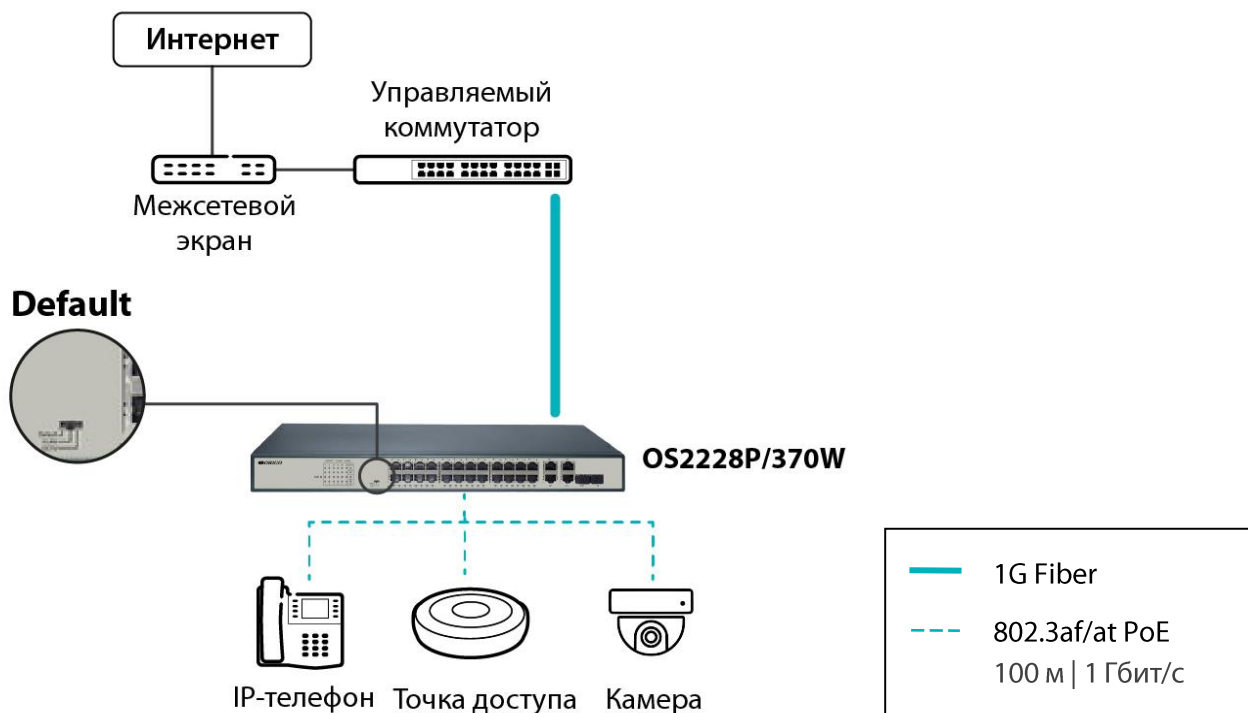 Интернет
Управляемый
коммутатор
Межсетевой
экран
Default
OS2228P/370W
IP-телефон
Точка доступа
Камера
1G Fiber
802.3af/at PoE
100 м | 1 Гбит/с